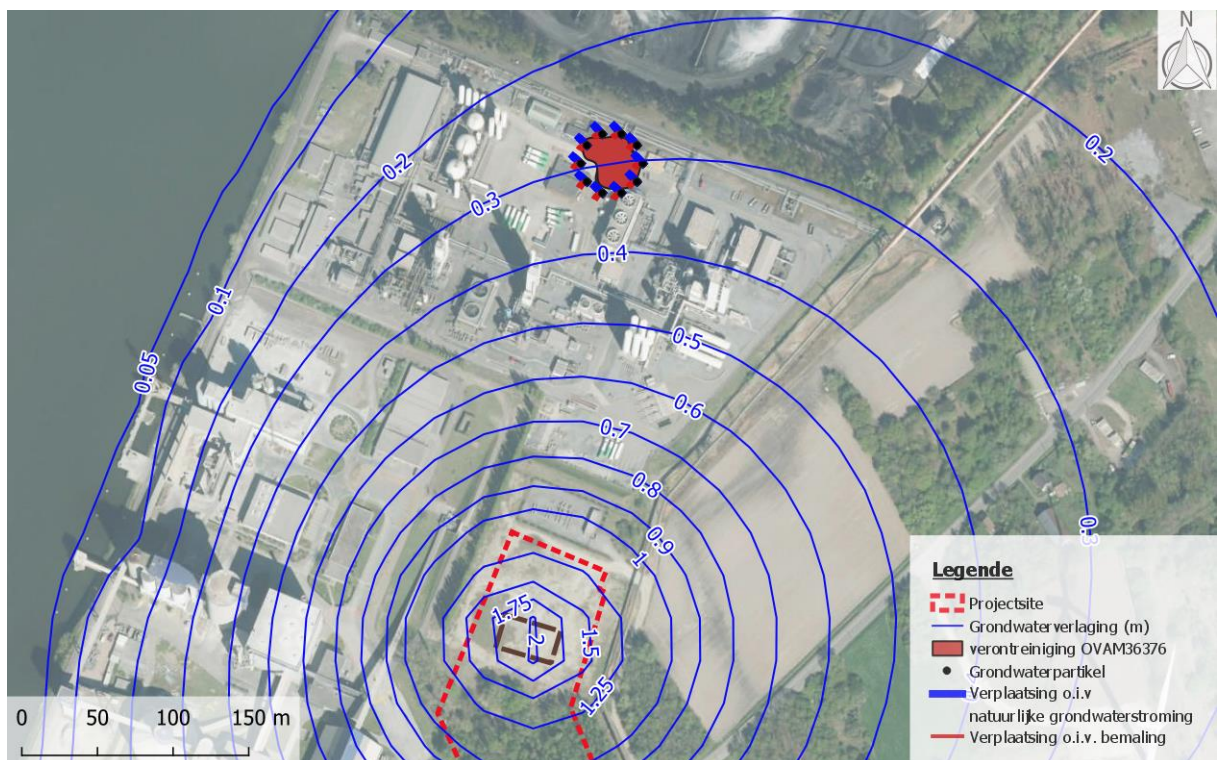 N
0.2
0.2
0.3
0.4
0.1
0.5
0.05
0.6
0.7
0.8
0.9
1
0.3
1.75
2
1.5
1.25
Legende
Projectsite
Grondwaterverlaging (m)
verontreiniging OVAM36376
Grondwaterpartikel
Verplaatsing o.i.v
natuurlijke grondwaterstroming
Verplaatsing o.i.v. bemaling
0 50 100 150 m